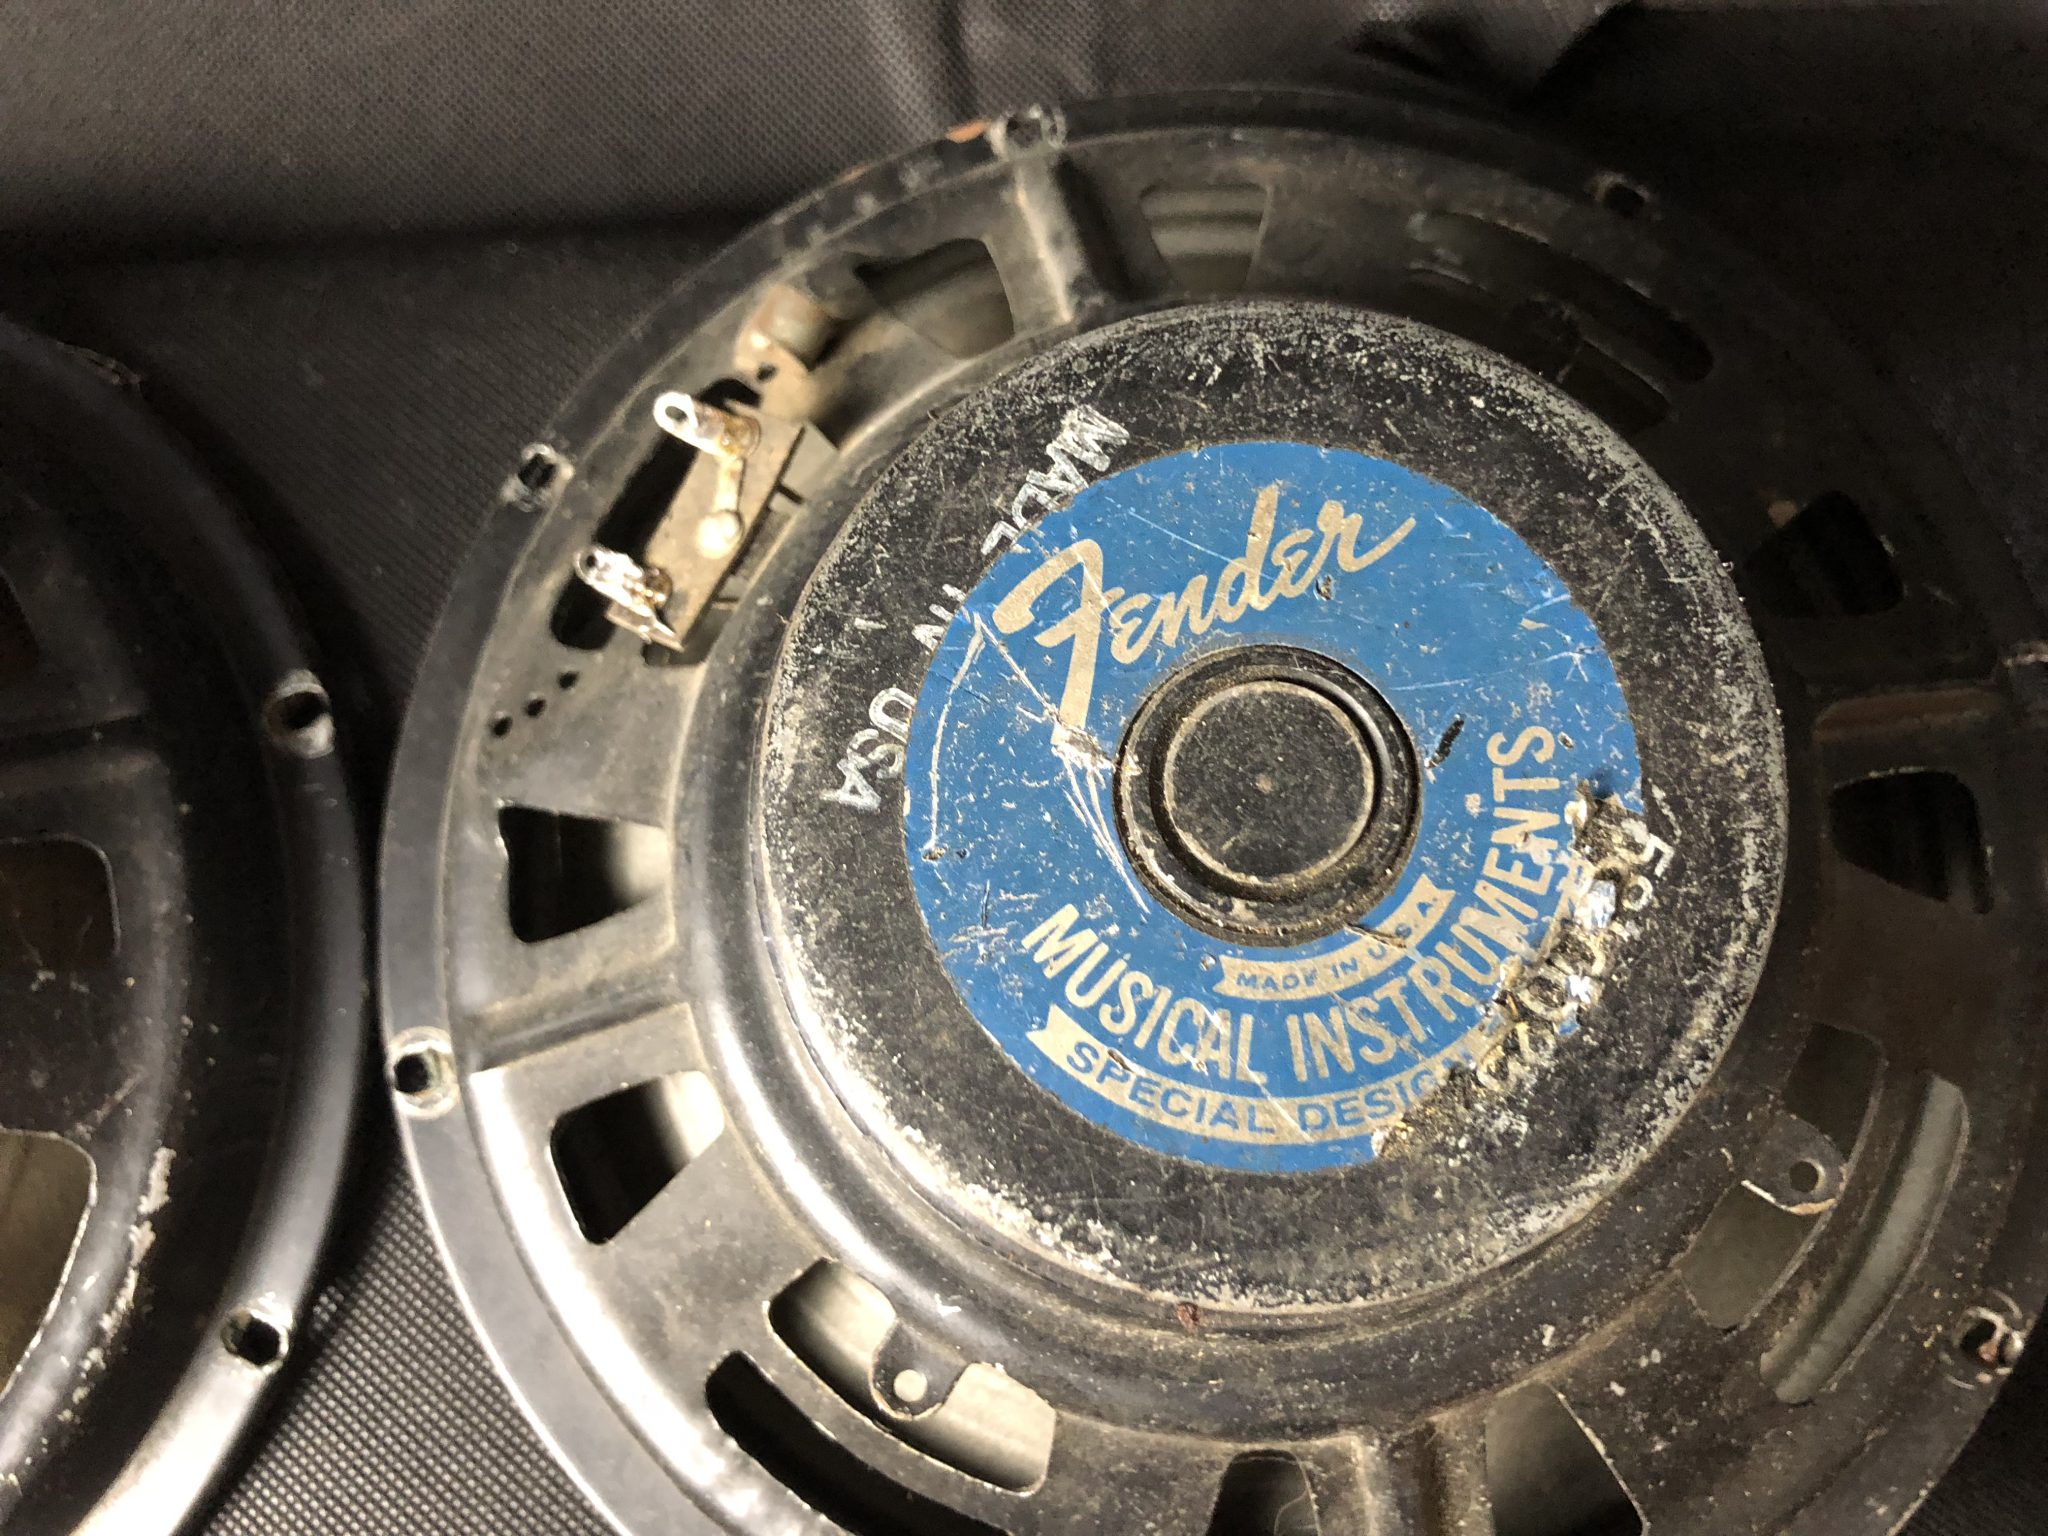 Fender
MUSICAL INSTRUMENTS
MADE IN U.S.A.
SPECIAL DESIGN
MADE IN USA